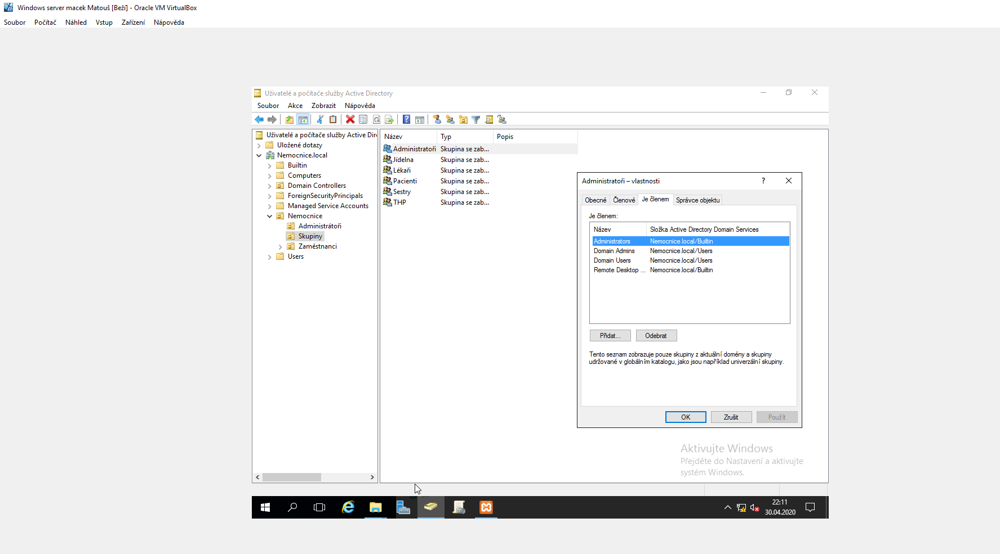 Windows server macek Matouš [Beží] - Oracle VM VirtualBox
Soubor Počítač Náhled Vstup Zařízení Nápověda
Uživatelé a počítače služby Active Directory
Soubor Akce Zobrazit Nápověda
Uživatelé a počítače služby Active Dir
Uložené dotazy
Nemocnice.local
Builtin
Computers
Domain Controllers
ForeignSecurityPrincipals
Managed Service Accounts
Nemocnice
Administrátoři
Skupiny
Zaměstnanci
Users
Název Typ Popis
Administratoři Skupina se zab...
Jídelna Skupina se zab...
Lékaři Skupina se zab...
Pacienti Skupina se zab...
Sestry Skupina se zab...
THP Skupina se zab...
Administratoři – vlastnosti
Obecné Členové Je členem Správce objektu
Je členem:
Název Složka Active Directory Domain Services
Administrators Nemocnice.local/Builtin
Domain Admins Nemocnice.local/Users
Domain Users Nemocnice.local/Users
Remote Desktop ... Nemocnice.local/Builtin
Přidat... Odebrat
Tento seznam zobrazuje pouze skupiny z aktuální domény a skupiny
udržované v globálním katalogu, jako jsou například univerzální skupiny.
OK Zrušit Použít
Aktivujte Windows
Přejděte do Nastavení a aktivujte
systém Windows.
22:11
30.04.2020